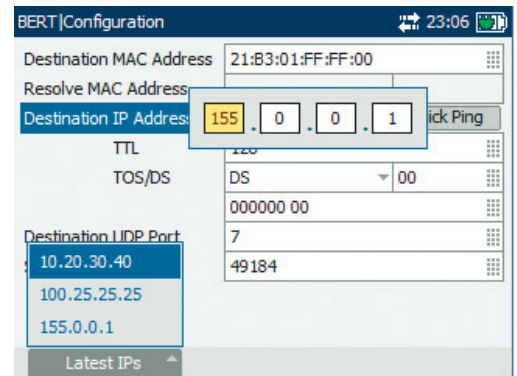 BERT|Configuration 23:06
Destination MAC Address 21:B3:01:FF:FF:00
Resolve MAC Address
Destination IP Address 155 . 0 . 0 . 1 ick Ping
TTL 128
TOS/DS DS 00
000000 00
Destination UDP Port 7
49184
10.20.30.40
100.25.25.25
155.0.0.1
Latest IPs